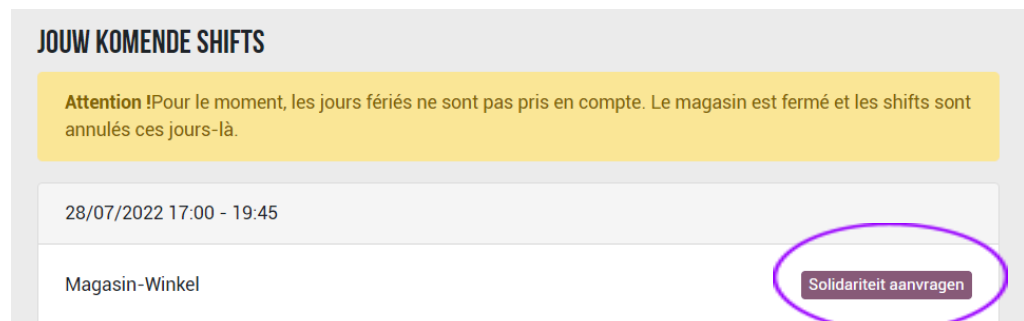 JOUW KOMENDE SHIFTS
Attention !Pour le moment, les jours fériés ne sont pas pris en compte. Le magasin est fermé et les shifts sont
annulés ces jours-là.
28/07/2022 17:00 - 19:45
Magasin-Winkel
Solidariteit aanvragen